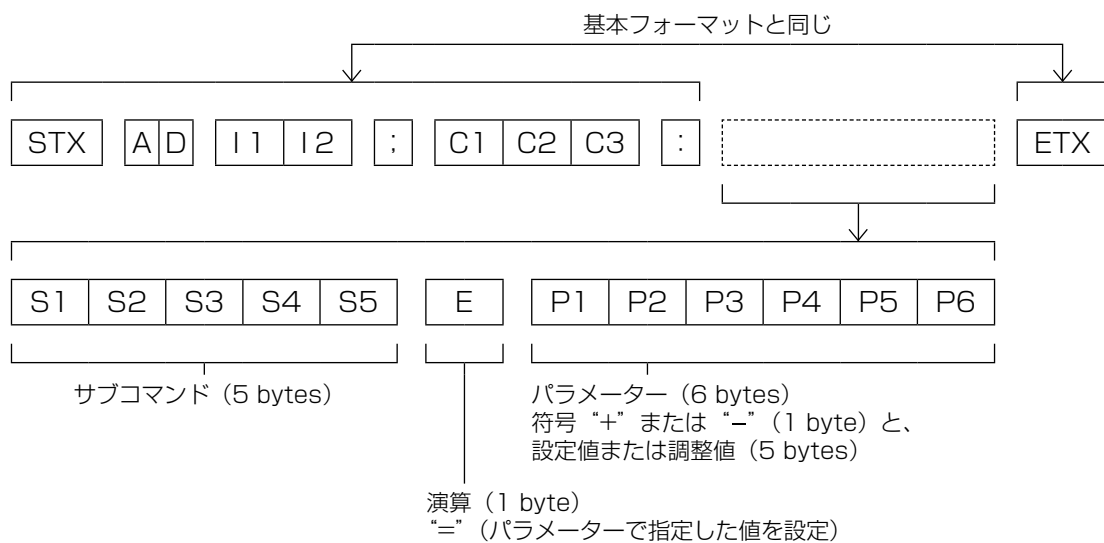 基本フォーマットと同じ
STX A D I1 I2 ; C1 C2 C3 : ETX
S1 S2 S3 S4 S5 E P1 P2 P3 P4 P5 P6
サブコマンド（5 bytes）
パラメーター（6 bytes）
符号“+”または“−”（1 byte）と、
設定値または調整値（5 bytes）
演算（1 byte）
“=”（パラメーターで指定した値を設定）